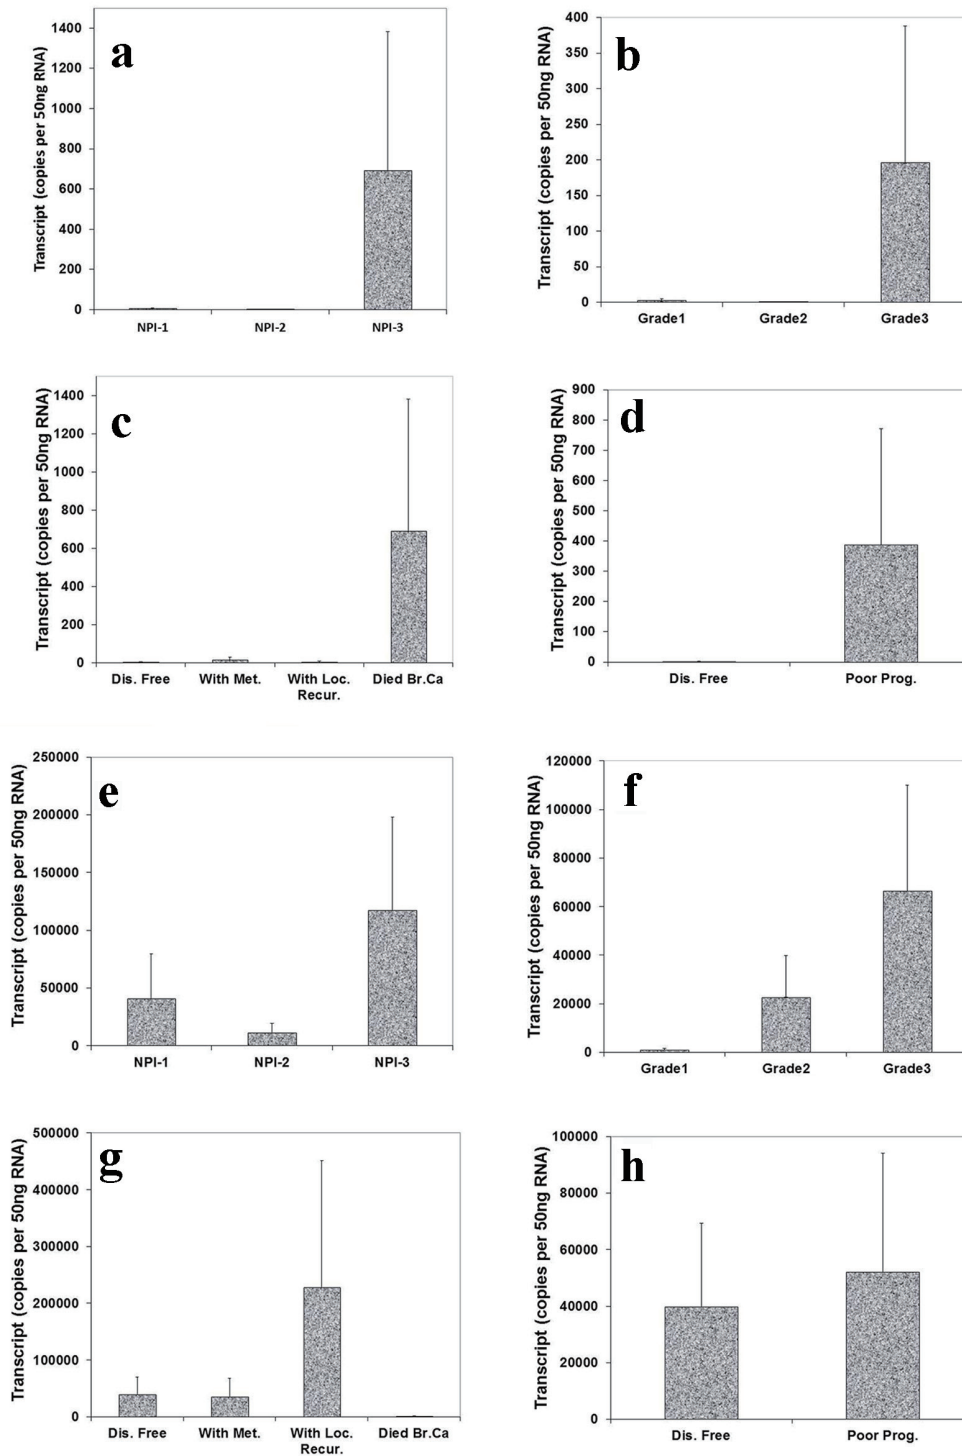 a
Transcript (copies per 50ng RNA)
1400
1200
1000
800
600
400
200
0
NPI-1 NPI-2 NPI-3
b
Transcript (copies per 50ng RNA)
400
350
300
250
200
150
100
50
0
Grade1 Grade2 Grade3
c
Transcript (copies per 50ng RNA)
1400
1200
1000
800
600
400
200
0
Dis. Free With Met. With Loc. Died Br.Ca
Recur.
d
Transcript (copies per 50ng RNA)
900
800
700
600
500
400
300
200
100
0
Dis. Free Poor Prog.
e
Transcript (copies per 50ng RNA)
250000
200000
150000
100000
50000
0
NPI-1 NPI-2 NPI-3
f
Transcript (copies per 50ng RNA)
120000
100000
80000
60000
40000
20000
0
Grade1 Grade2 Grade3
g
Transcript (copies per 50ng RNA)
500000
400000
300000
200000
100000
0
Dis. Free With Met. With Loc. Died Br.Ca
Recur.
h
Transcript (copies per 50ng RNA)
100000
80000
60000
40000
20000
0
Dis. Free Poor Prog.